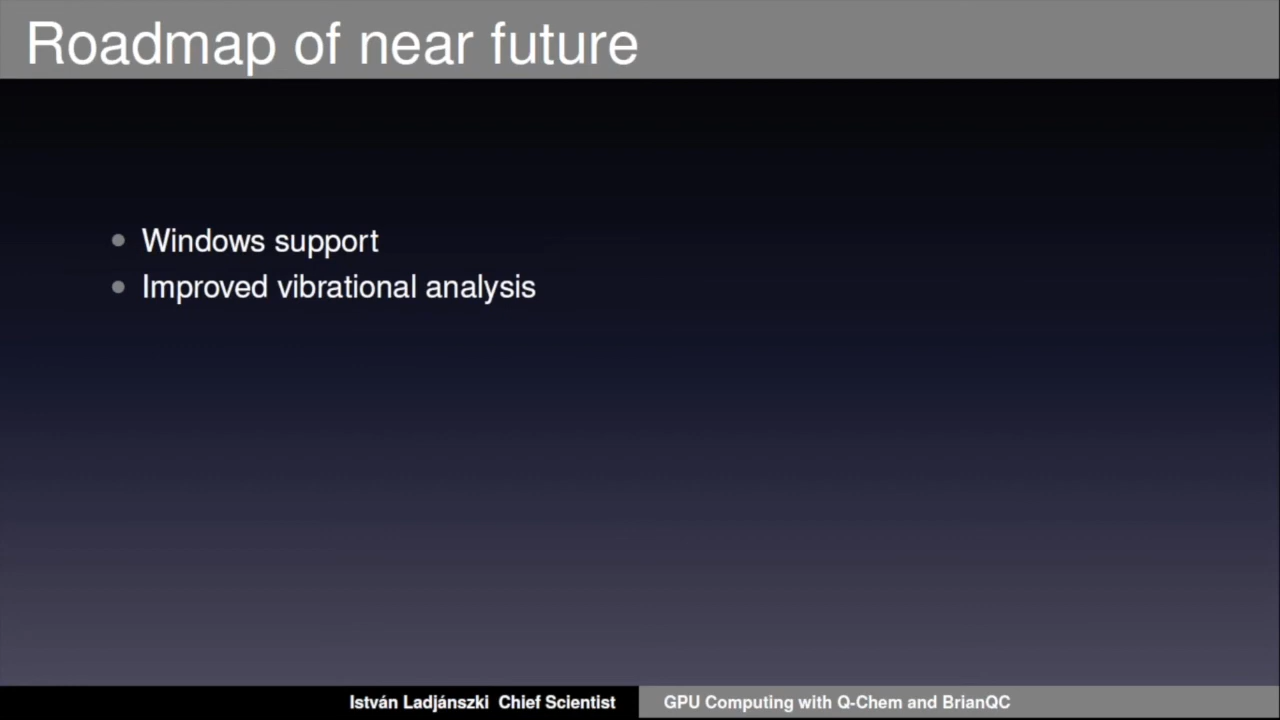 Roadmap of near future
Windows support
Improved vibrational analysis
István Ladjánszki Chief Scientist
GPU Computing with Q-Chem and BrianQC